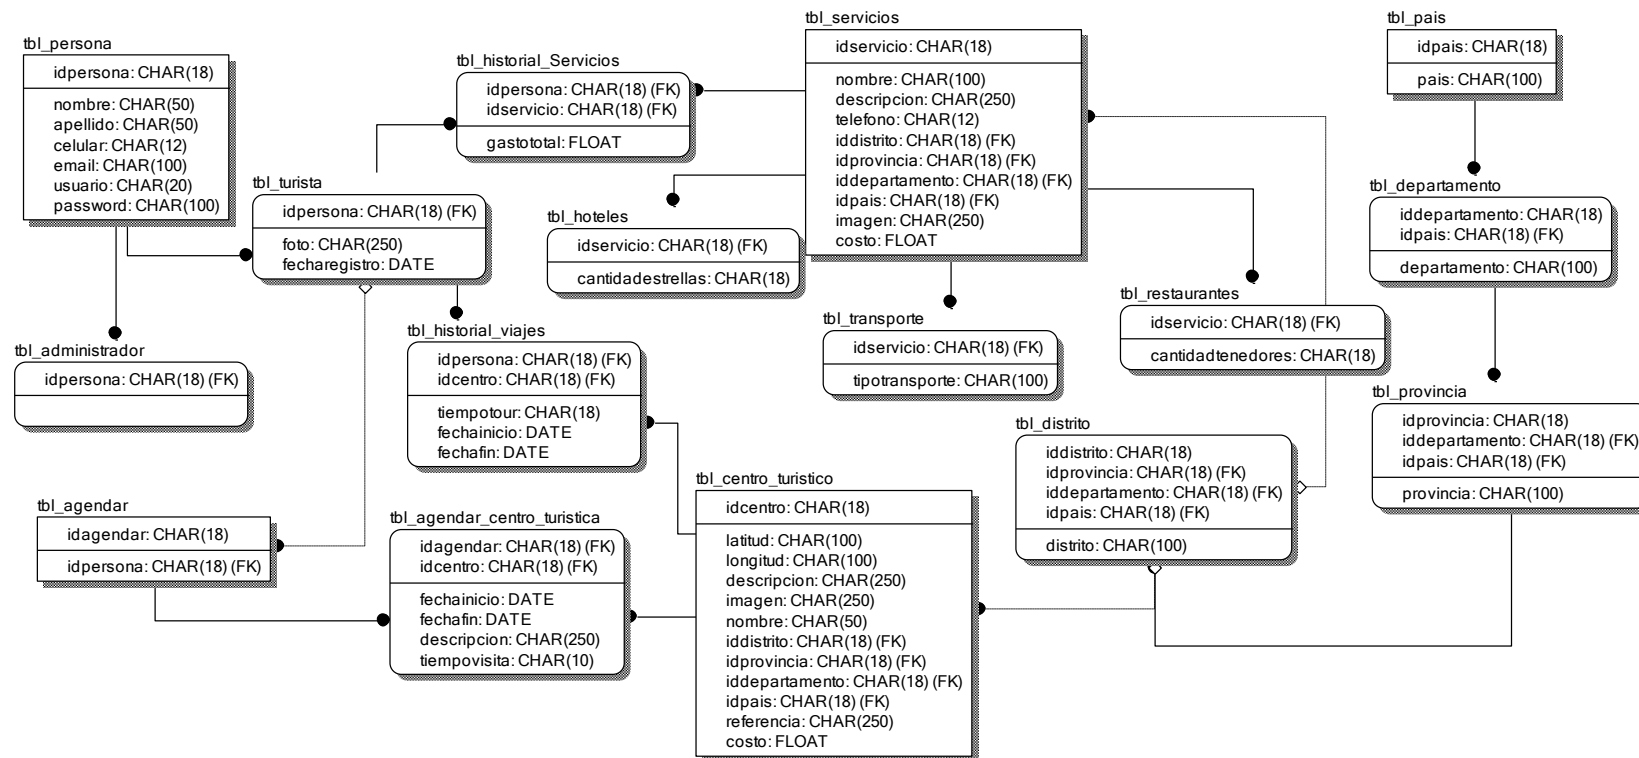 tbl_persona
idpersona: CHAR(18)
nombre: CHAR(50)
apellido: CHAR(50)
celular: CHAR(12)
email: CHAR(100)
usuario: CHAR(20)
password: CHAR(100)
tbl_historial_Servicios
idpersona: CHAR(18) (FK)
idservicio: CHAR(18) (FK)
gastototal: FLOAT
tbl_servicios
idservicio: CHAR(18)
nombre: CHAR(100)
descripcion: CHAR(250)
telefono: CHAR(12)
iddistrito: CHAR(18) (FK)
idprovincia: CHAR(18) (FK)
iddepartamento: CHAR(18) (FK)
idpais: CHAR(18) (FK)
imagen: CHAR(250)
costo: FLOAT
tbl_pais
idpais: CHAR(18)
pais: CHAR(100)
tbl_turista
idpersona: CHAR(18) (FK)
foto: CHAR(250)
fecharegistro: DATE
tbl_hoteles
idservicio: CHAR(18) (FK)
cantidadestrellas: CHAR(18)
tbl_departamento
iddepartamento: CHAR(18)
idpais: CHAR(18) (FK)
departamento: CHAR(100)
tbl_administrador
idpersona: CHAR(18) (FK)
tbl_historial_viajes
idpersona: CHAR(18) (FK)
idcentro: CHAR(18) (FK)
tiempotour: CHAR(18)
fechainicio: DATE
fechafin: DATE
tbl_transporte
idservicio: CHAR(18) (FK)
tipotransporte: CHAR(100)
tbl_restaurantes
idservicio: CHAR(18) (FK)
cantidadtenedores: CHAR(18)
tbl_provincia
idprovincia: CHAR(18)
iddepartamento: CHAR(18) (FK)
idpais: CHAR(18) (FK)
provincia: CHAR(100)
tbl_distrito
iddistrito: CHAR(18)
idprovincia: CHAR(18) (FK)
iddepartamento: CHAR(18) (FK)
idpais: CHAR(18) (FK)
distrito: CHAR(100)
tbl_agendar
idagendar: CHAR(18)
idpersona: CHAR(18) (FK)
tbl_agendar_centro_turistica
idagendar: CHAR(18) (FK)
idcentro: CHAR(18) (FK)
fechainicio: DATE
fechafin: DATE
descripcion: CHAR(250)
tiempovisita: CHAR(10)
tbl_centro_turistico
idcentro: CHAR(18)
latitud: CHAR(100)
longitud: CHAR(100)
descripcion: CHAR(250)
imagen: CHAR(250)
nombre: CHAR(50)
iddistrito: CHAR(18) (FK)
idprovincia: CHAR(18) (FK)
iddepartamento: CHAR(18) (FK)
idpais: CHAR(18) (FK)
referencia: CHAR(250)
costo: FLOAT